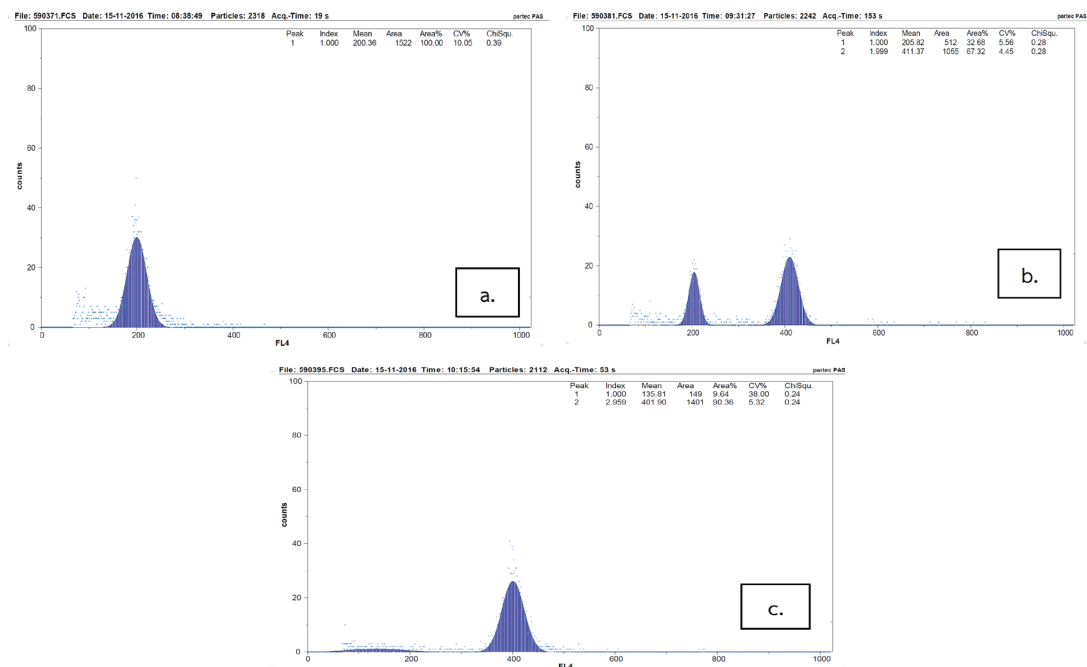 File: 590371.FCS Date: 15-11-2016 Time: 08:38:49 Particles: 2318 Acq.-Time: 19 s partec PAS
Peak Index Mean Area Area% CV% ChiSqu.
1 1.000 200.36 1522 100.00 10.05 0.39
100
80
60
40
20
0
counts
0 200 400 600 800 1000
FL4
a.
File: 590381.FCS Date: 15-11-2016 Time: 09:31:27 Particles: 2242 Acq.-Time: 153 s partec PAS
Peak Index Mean Area Area% CV% ChiSqu.
1 1.000 205.82 512 32.68 5.56 0.28
2 1.999 411.37 1055 67.32 4.45 0.28
100
80
60
40
20
0
counts
0 200 400 600 800 1000
FL4
b.
File: 590395.FCS Date: 15-11-2016 Time: 10:15:54 Particles: 2112 Acq.-Time: 53 s partec PAS
Peak Index Mean Area Area% CV% ChiSqu.
1 1.000 135.81 149 9.64 38.00 0.24
2 2.959 401.90 1401 90.36 5.32 0.24
100
80
60
40
20
0
counts
0 200 400 600 800 1000
FL4
c.